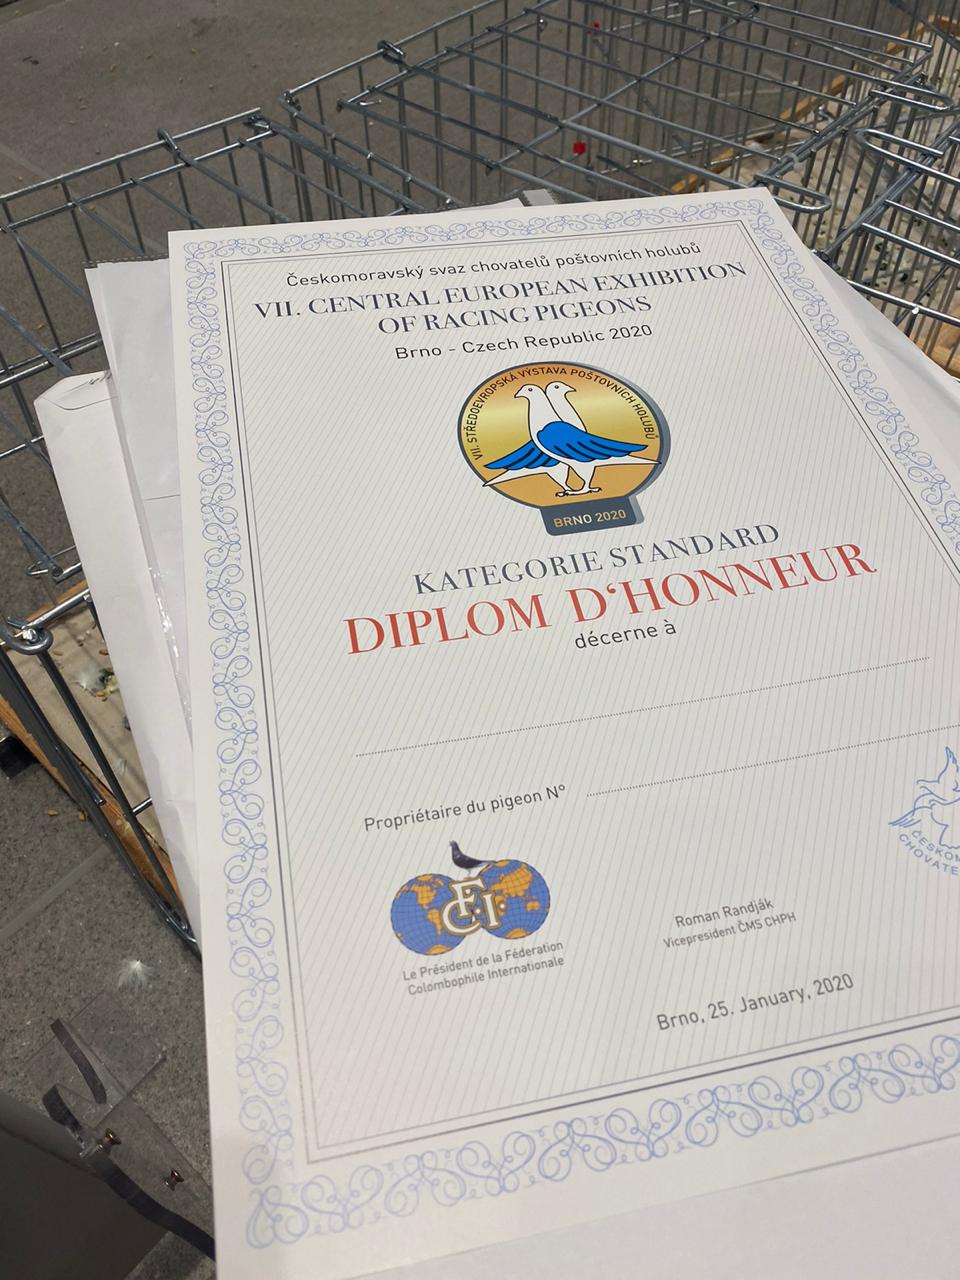 Českomoravský svaz chovatelů poštovních holubů
VII. CENTRAL EUROPEAN EXHIBITION
OF RACING PIGEONS
Brno - Czech Republic 2020
VII. STŘEDOEVROPSKÁ VÝSTAVA POŠTOVNÍCH HOLUBŮ
BRNO 2020
KATEGORIE STANDARD
DIPLOM D‘HONNEUR
décerne à
Propriétaire du pigeon N°
FCI
Le Président de la Féderation
Colombophile Internationale
Roman Randják
Vicepresident ČMS CHPH
Brno, 25. January, 2020